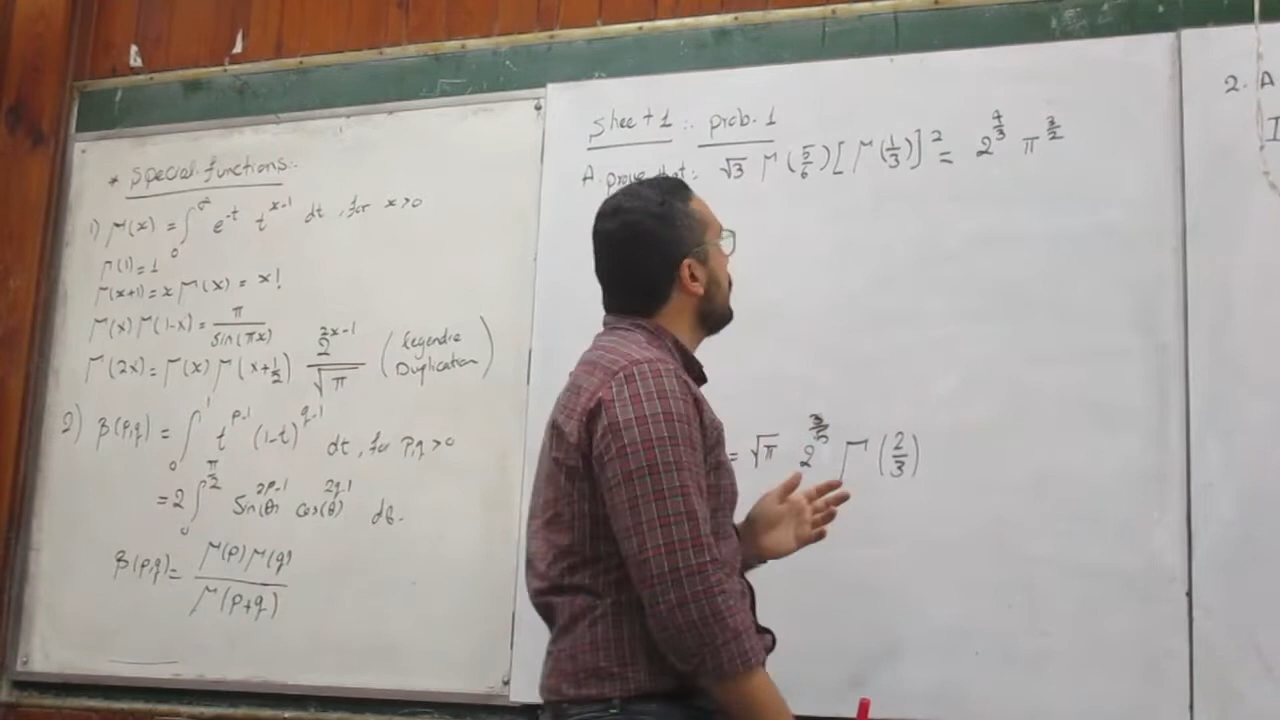 * Special functions:.
1) Γ(x) = ∫₀^∞ e^-t t^x-1 dt, for x>0
Γ(1) = 1
Γ(x+1) = x Γ(x) = x!
Γ(x) Γ(1-x) = π / sin(πx)
Γ(2x) = Γ(x) Γ(x+1/2) 2^2x-1 / √π (Legendre Duplication)
2) β(p,q) = ∫₀^1 t^p-1 (1-t)^q-1 dt, for p,q >0
= 2 ∫₀^π/2 sin(θ)^2p-1 cos(θ)^2q-1 dθ.
β(p,q) = Γ(p) Γ(q) / Γ(p+q)
Sheet 1:. prob. 1
A. prove that: √3 Γ(5/6) [Γ(1/3)]^2 = 2^4/3 π^3/2
= √π 2 Γ(2/3)
2. A
I